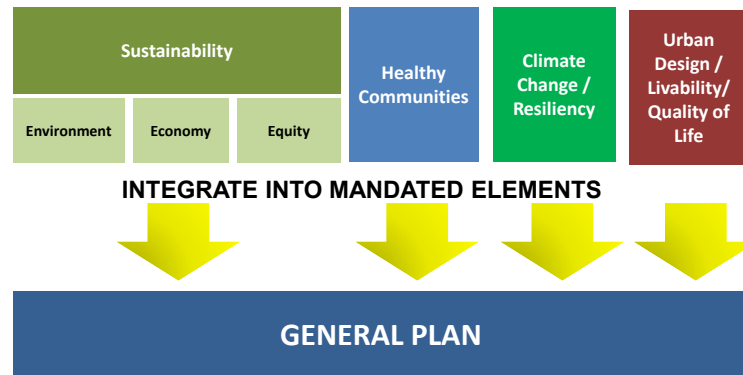 Sustainability
Environment
Economy
Equity
Healthy
Communities
Climate
Change /
Resiliency
Urban
Design /
Livability/
Quality of
Life
INTEGRATE INTO MANDATED ELEMENTS
GENERAL PLAN